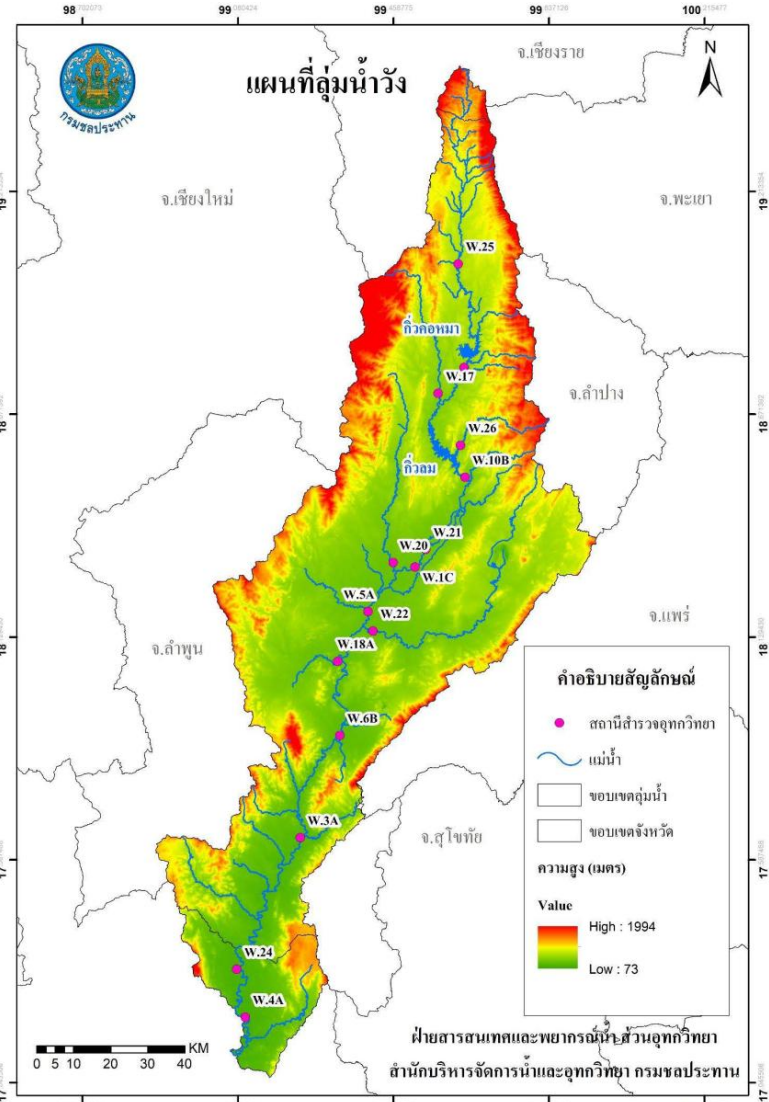 98.702073 99.080424 99.458775 99.837126 100.215477
แผนที่ลุ่มน้ำวัง
N
กรมชลประทาน
จ.เชียงราย
จ.เชียงใหม่
จ.พะเยา
W.25
กิ่วคอหมา
W.17
จ.ลำปาง
W.26
กิ่วลม
W.10B
W.21
W.20
W.1C
W.5A
W.22
จ.แพร่
จ.ลำพูน
W.18A
W.6B
W.3A
จ.สุโขทัย
W.24
W.4A
คำอธิบายสัญลักษณ์
สถานีสำรวจอุทกวิทยา
แม่น้ำ
ขอบเขตลุ่มน้ำ
ขอบเขตจังหวัด
ความสูง (เมตร)
Value
High : 1994
Low : 73
0 5 10 20 30 40 KM
ฝ่ายสารสนเทศและพยากรณ์น้ำ ส่วนอุทกวิทยา
สำนักบริหารจัดการน้ำและอุทกวิทยา กรมชลประทาน